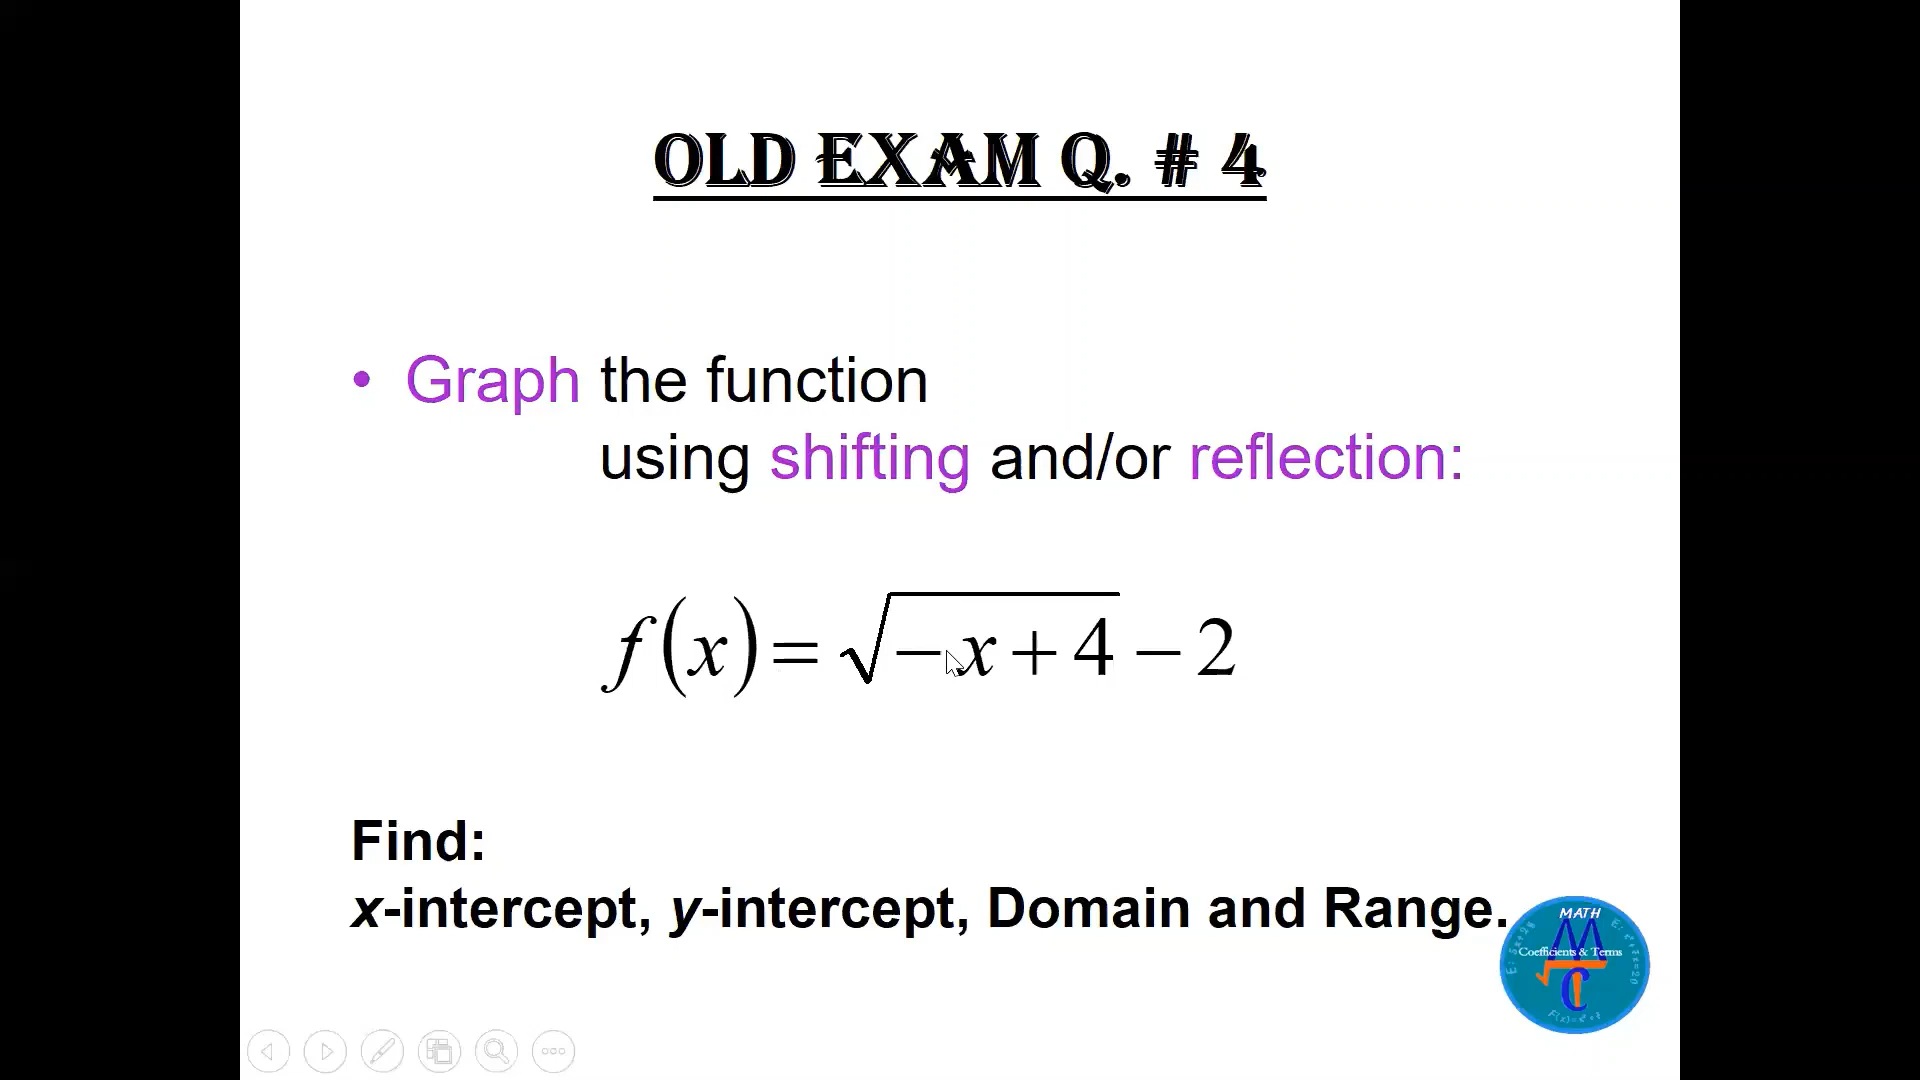 OLD EXAM Q. # 4
• Graph the function
using shifting and/or reflection:
f(x) = √(-x + 4) - 2
Find:
x-intercept, y-intercept, Domain and Range.
MATH
Coefficients & Terms